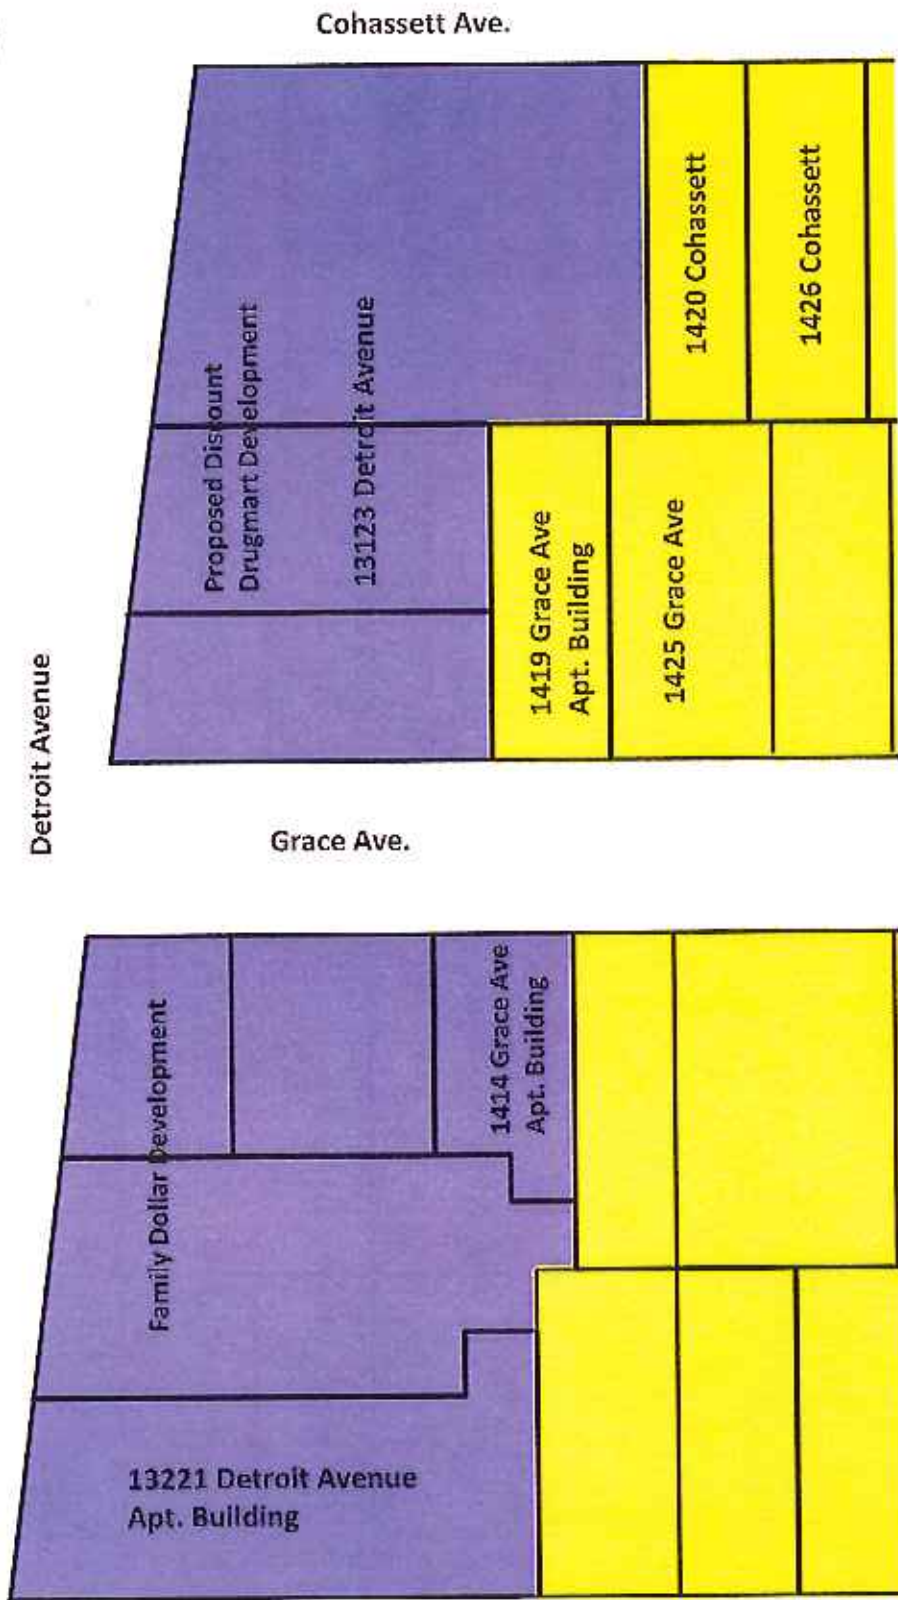 Cohassett Ave.
Proposed Discount
Drugmart Development
13123 Detroit Avenue
1420 Cohassett
1426 Cohassett
1419 Grace Ave
Apt. Building
1425 Grace Ave
Detroit Avenue
Grace Ave.
Family Dollar Development
1414 Grace Ave
Apt. Building
13221 Detroit Avenue
Apt. Building